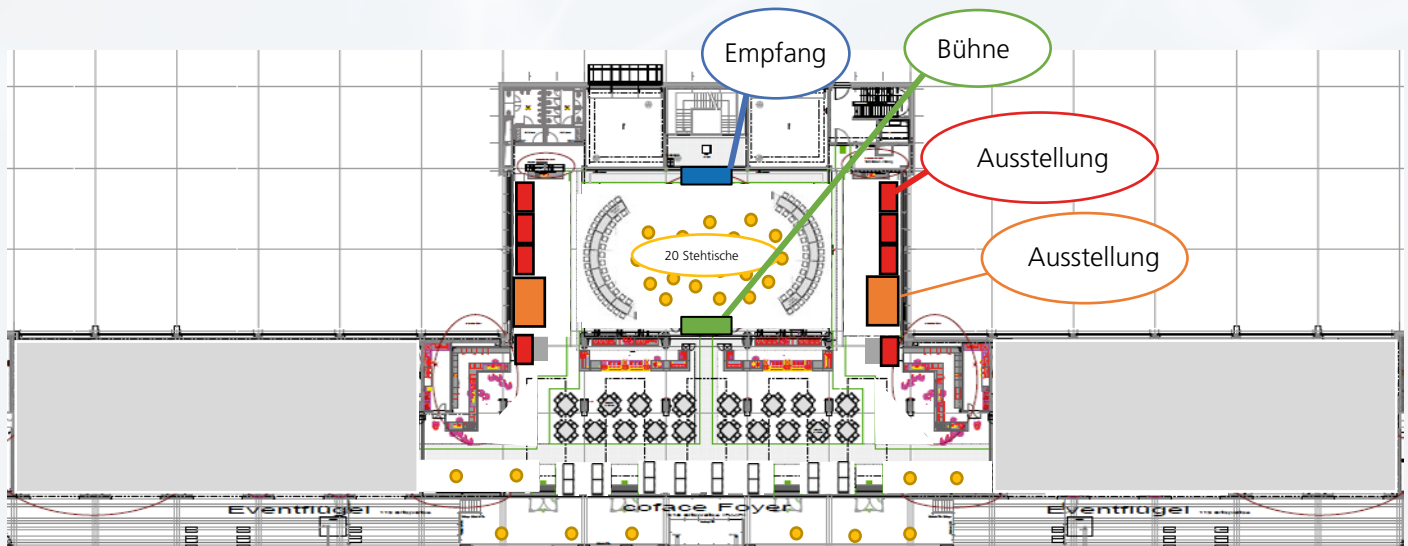 Empfang
Bühne
Ausstellung
Ausstellung
20 Stehtische
Eventflügel
coface Foyer
Eventflügel